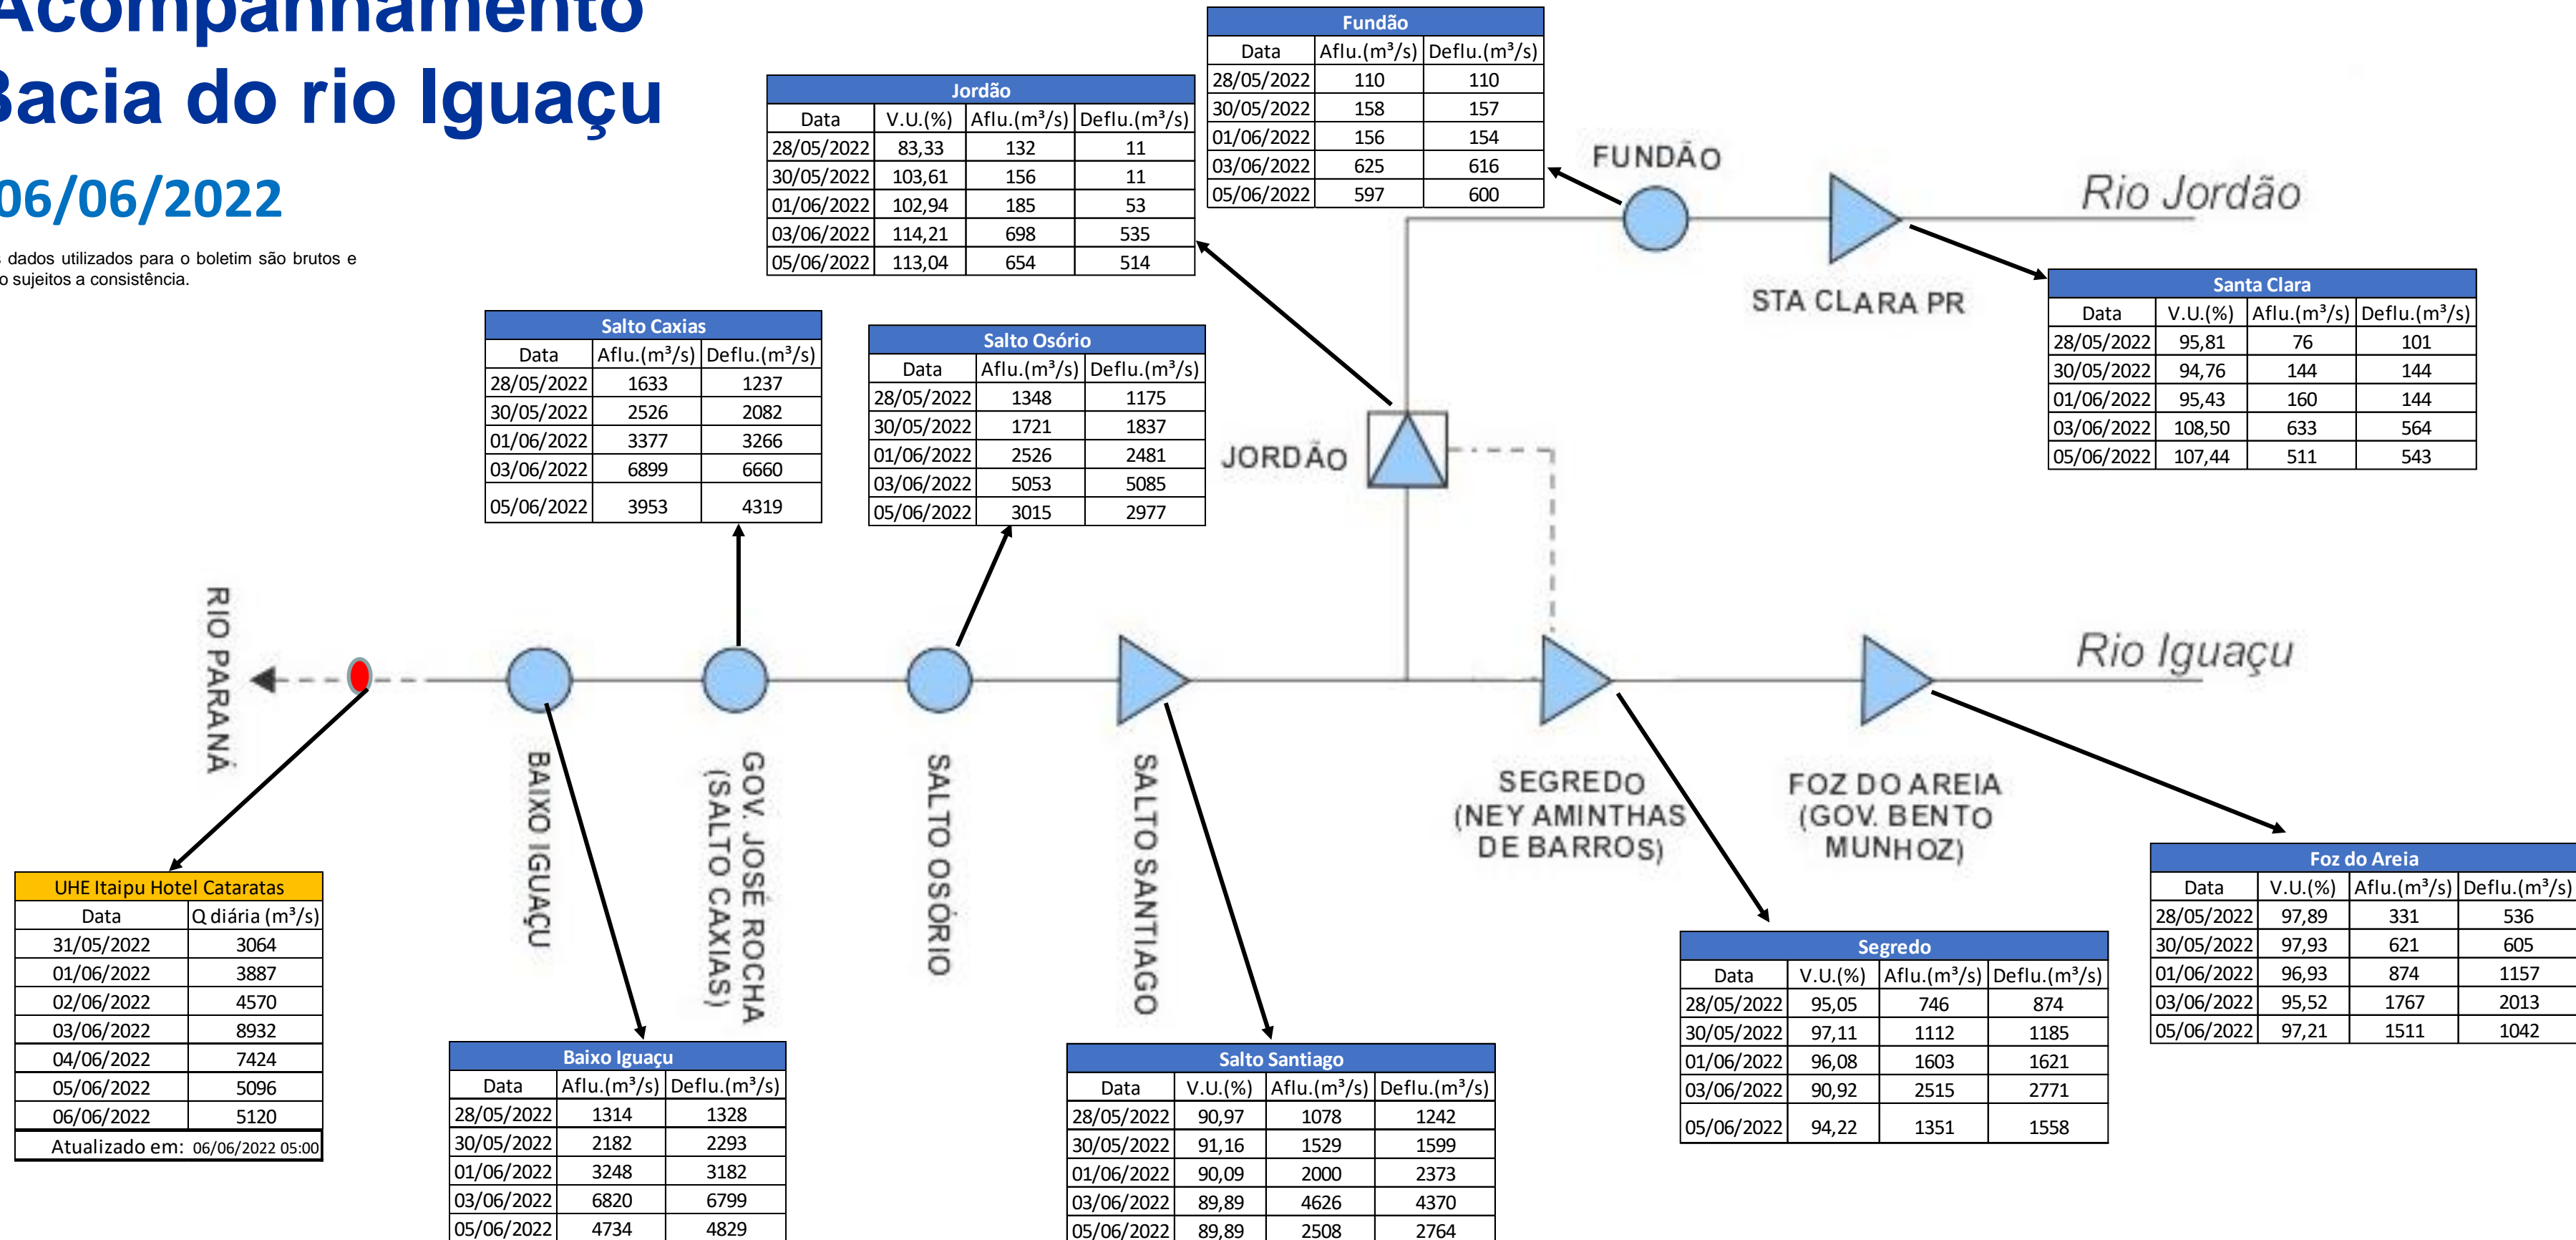 Acompanhamento
Bacia do rio Iguaçu
06/06/2022
dados utilizados para o boletim são brutos e
sujeitos a consistência.
Fundão
Data Aflu.(m³/s) Deflu.(m³/s)
28/05/2022 110 110
30/05/2022 158 157
01/06/2022 156 154
03/06/2022 625 616
05/06/2022 597 600
Jordão
Data V.U.(%) Aflu.(m³/s) Deflu.(m³/s)
28/05/2022 83,33 132 11
30/05/2022 103,61 156 11
01/06/2022 102,94 185 53
03/06/2022 114,21 698 535
05/06/2022 113,04 654 514
FUNDÃO
Rio Jordão
STA CLARA PR
Santa Clara
Data V.U.(%) Aflu.(m³/s) Deflu.(m³/s)
28/05/2022 95,81 76 101
30/05/2022 94,76 144 144
01/06/2022 95,43 160 144
03/06/2022 108,50 633 564
05/06/2022 107,44 511 543
Salto Caxias
Data Aflu.(m³/s) Deflu.(m³/s)
28/05/2022 1633 1237
30/05/2022 2526 2082
01/06/2022 3377 3266
03/06/2022 6899 6660
05/06/2022 3953 4319
Salto Osório
Data Aflu.(m³/s) Deflu.(m³/s)
28/05/2022 1348 1175
30/05/2022 1721 1837
01/06/2022 2526 2481
03/06/2022 5053 5085
05/06/2022 3015 2977
JORDÃO
RIO PARANÁ
Rio Iguaçu
BAIXO IGUAÇU
GOV. JOSÉ ROCHA
(SALTO CAXIAS)
SALTO OSÓRIO
SALTO SANTIAGO
SEGREDO
(NEY AMINTHAS
DE BARROS)
FOZ DO AREIA
(GOV. BENTO
MUNHOZ)
UHE Itaipu Hotel Cataratas
Data Q diária (m³/s)
31/05/2022 3064
01/06/2022 3887
02/06/2022 4570
03/06/2022 8932
04/06/2022 7424
05/06/2022 5096
06/06/2022 5120
Atualizado em: 06/06/2022 05:00
Baixo Iguaçu
Data Aflu.(m³/s) Deflu.(m³/s)
28/05/2022 1314 1328
30/05/2022 2182 2293
01/06/2022 3248 3182
03/06/2022 6820 6799
05/06/2022 4734 4829
Salto Santiago
Data V.U.(%) Aflu.(m³/s) Deflu.(m³/s)
28/05/2022 90,97 1078 1242
30/05/2022 91,16 1529 1599
01/06/2022 90,09 2000 2373
03/06/2022 89,89 4626 4370
05/06/2022 89,89 2508 2764
Segredo
Data V.U.(%) Aflu.(m³/s) Deflu.(m³/s)
28/05/2022 95,05 746 874
30/05/2022 97,11 1112 1185
01/06/2022 96,08 1603 1621
03/06/2022 90,92 2515 2771
05/06/2022 94,22 1351 1558
Foz do Areia
Data V.U.(%) Aflu.(m³/s) Deflu.(m³/s)
28/05/2022 97,89 331 536
30/05/2022 97,93 621 605
01/06/2022 96,93 874 1157
03/06/2022 95,52 1767 2013
05/06/2022 97,21 1511 1042